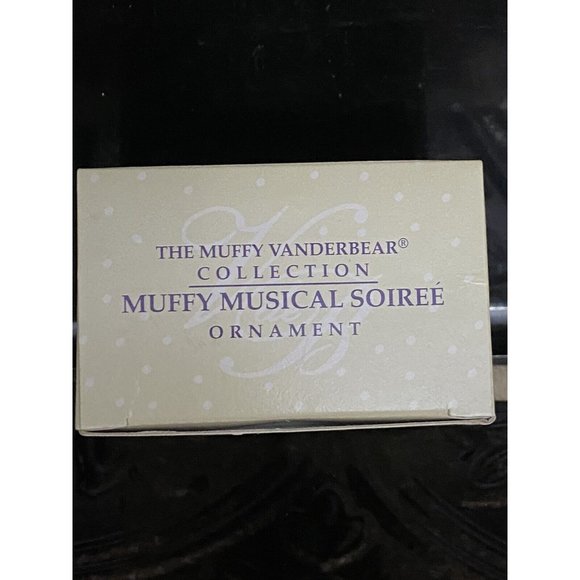 THE MUFFY VANDERBEAR®
COLLECTION
MUFFY MUSICAL SOIREÉ
ORNAMENT